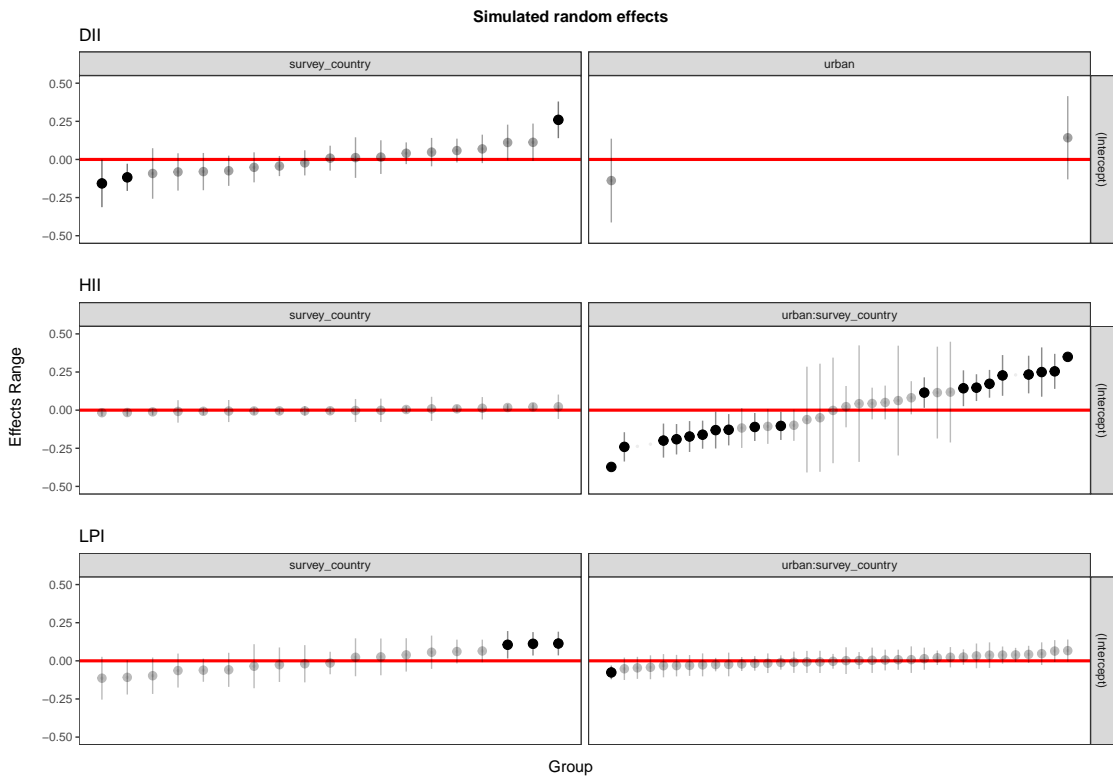 Simulated random effects
DII
survey_country
urban
0.50
0.25
0.00
−0.25
−0.50
(Intercept)
HII
survey_country
urban:survey_country
0.50
0.25
0.00
−0.25
−0.50
(Intercept)
Effects Range
LPI
survey_country
urban:survey_country
0.50
0.25
0.00
−0.25
−0.50
(Intercept)
Group